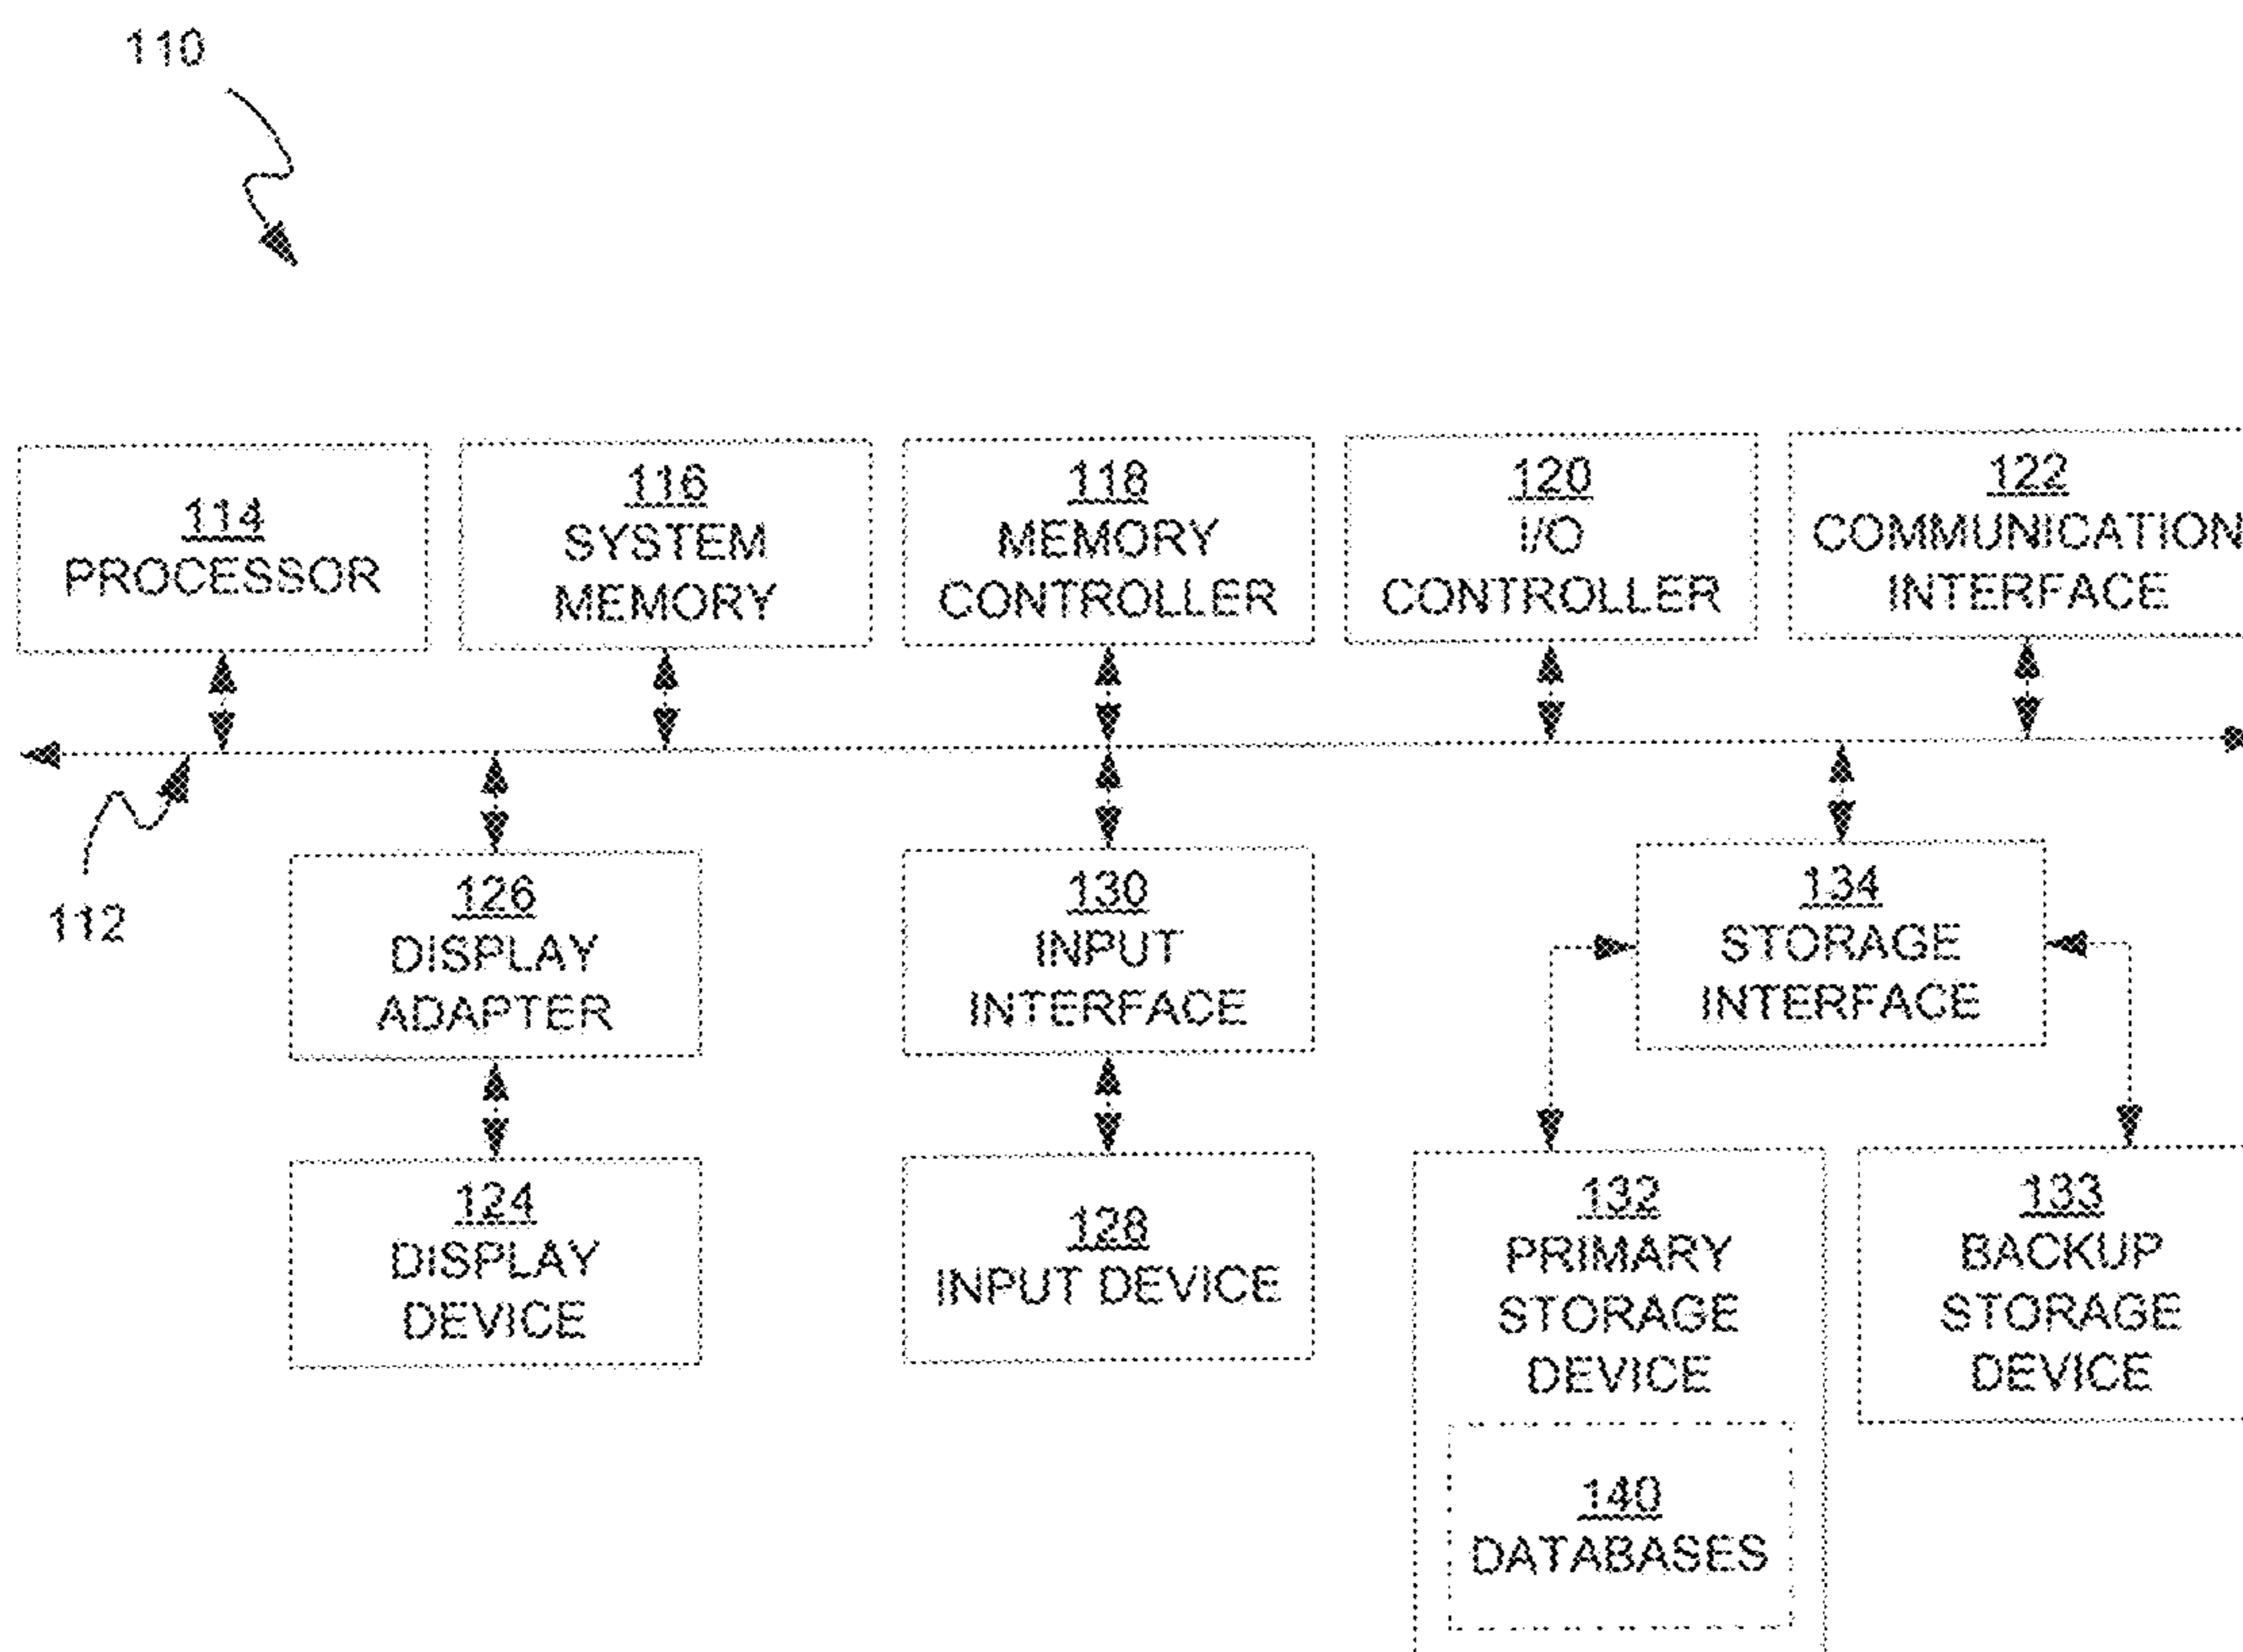 110
114
PROCESSOR
116
SYSTEM
MEMORY
118
MEMORY
CONTROLLER
120
I/O
CONTROLLER
122
COMMUNICATION
INTERFACE
112
126
DISPLAY
ADAPTER
130
INPUT
INTERFACE
134
STORAGE
INTERFACE
124
DISPLAY
DEVICE
128
INPUT DEVICE
132
PRIMARY
STORAGE
DEVICE
133
BACKUP
STORAGE
DEVICE
140
DATABASES